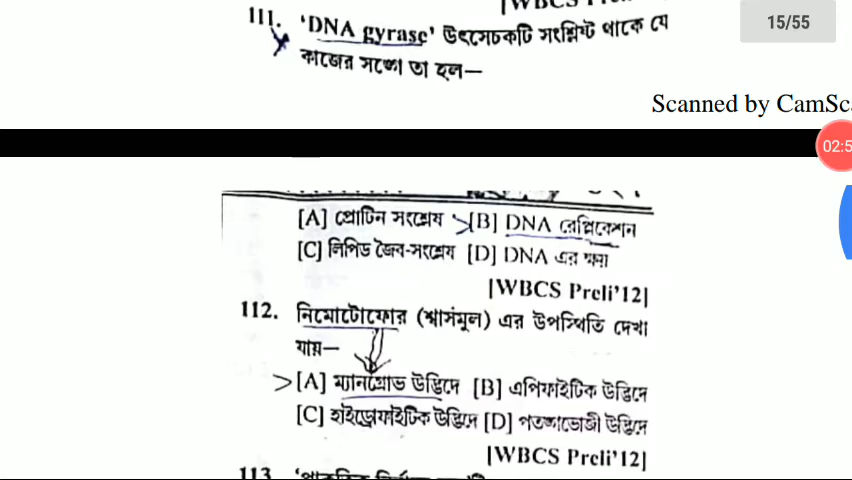 [WBCS
15/55
111. ‘DNA gyrase’ উৎসেচকটি সংশ্লিষ্ট থাকে যে
কাজের সঙ্গে তা হল—
Scanned by CamSc
02:5
[A] প্রোটিন সংশ্লেষ [B] DNA রেপ্লিকেশন
[C] লিপিড জৈব-সংশ্লেষ [D] DNA এর ক্ষয়
[WBCS Preli’12]
112. নিমোটোফোর (শ্বাসমূল) এর উপস্থিতি দেখা
যায়—
[A] ম্যানগ্রোভ উদ্ভিদে [B] এপিফাইটিক উদ্ভিদে
[C] হাইড্রোফাইটিক উদ্ভিদে [D] পতঙ্গভোজী উদ্ভিদে
[WBCS Preli’12]
113.